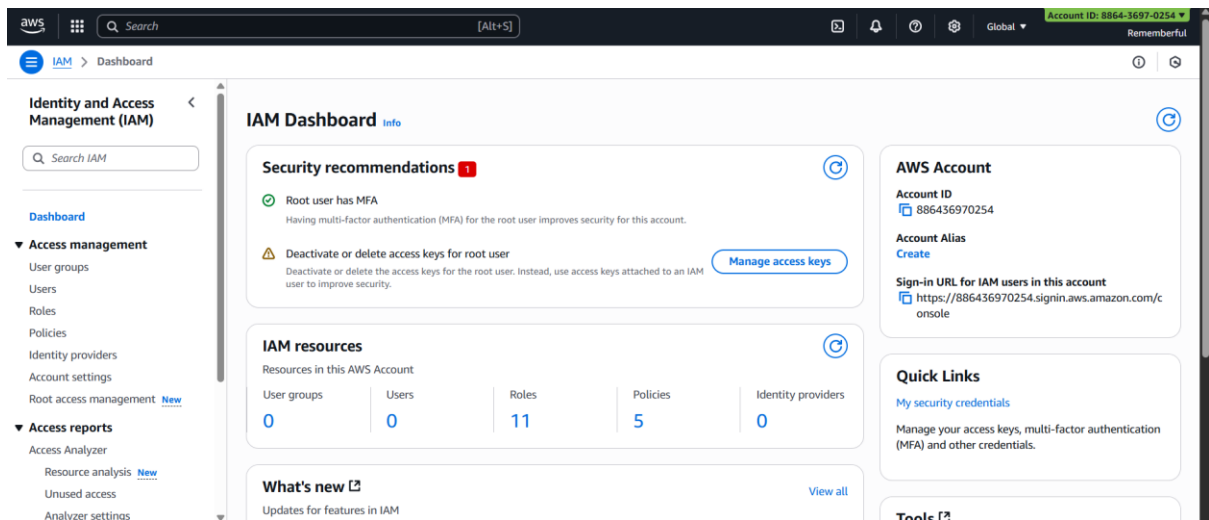 aws
Search
[Alt+S]
Global
Account ID: 8864-3697-0254
Rememberful
IAM > Dashboard
Identity and Access
Management (IAM)
Search IAM
Dashboard
Access management
User groups
Users
Roles
Policies
Identity providers
Account settings
Root access management New
Access reports
Access Analyzer
Resource analysis New
Unused access
Analyzer settings
IAM Dashboard Info
Security recommendations 1
Root user has MFA
Having multi-factor authentication (MFA) for the root user improves security for this account.
Deactivate or delete access keys for root user
Deactivate or delete the access keys for the root user. Instead, use access keys attached to an IAM
user to improve security.
Manage access keys
IAM resources
Resources in this AWS Account
User groups Users Roles Policies Identity providers
0 0 11 5 0
What's new
View all
Updates for features in IAM
AWS Account
Account ID
886436970254
Account Alias
Create
Sign-in URL for IAM users in this account
https://886436970254.signin.aws.amazon.com/c
onsole
Quick Links
My security credentials
Manage your access keys, multi-factor authentication
(MFA) and other credentials.
Tools